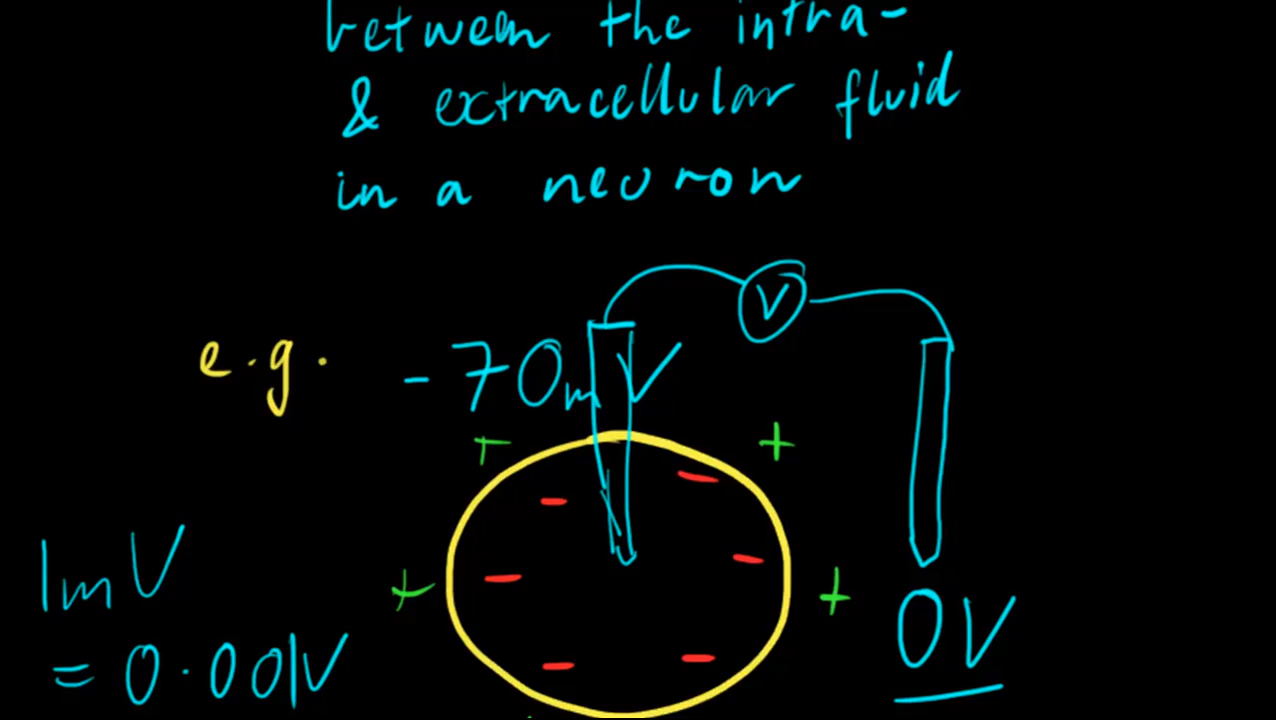 between the intra-
& extracellular fluid
in a neuron
V
e.g. -70mV
+ +
- -
- -
+ +
- -
1mV
= 0.001V
0V